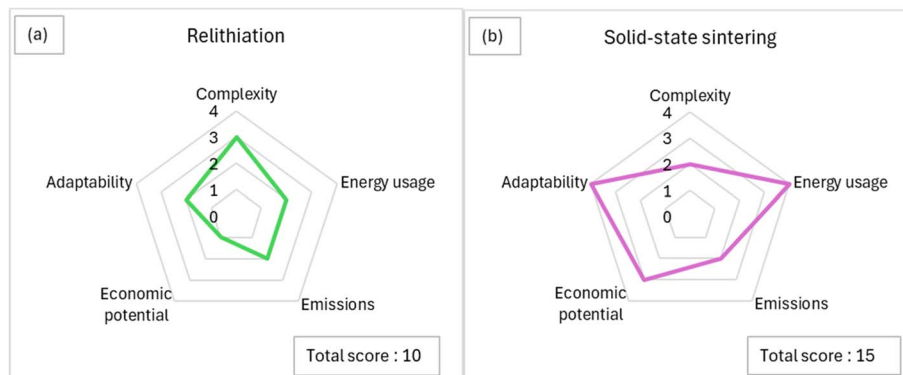 (a)
Relithiation
Complexity
4
3
2
1
0
Adaptability
Energy usage
Economic
potential
Emissions
Total score : 10
(b)
Solid-state sintering
Complexity
4
3
2
1
0
Adaptability
Energy usage
Economic
potential
Emissions
Total score : 15